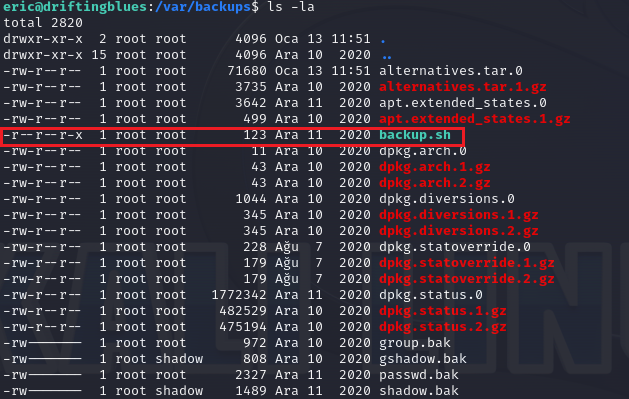 eric@driftingblues:/var/backups$ ls -la
total 2820
drwxr-xr-x  2 root root      4096 Oca 13 11:51 .
drwxr-xr-x 15 root root      4096 Ara 10  2020 ..
-rw-r--r--  1 root root     71680 Oca 13 11:51 alternatives.tar.0
-rw-r--r--  1 root root      3735 Ara 10  2020 alternatives.tar.1.gz
-rw-r--r--  1 root root      3642 Ara 11  2020 apt.extended_states.0
-rw-r--r--  1 root root       499 Ara 10  2020 apt.extended_states.1.gz
-r--r--r-x  1 root root       123 Ara 11  2020 backup.sh
-rw-r--r--  1 root root        11 Ara 10  2020 dpkg.arch.0
-rw-r--r--  1 root root        43 Ara 10  2020 dpkg.arch.1.gz
-rw-r--r--  1 root root        43 Ara 10  2020 dpkg.arch.2.gz
-rw-r--r--  1 root root      1044 Ara 10  2020 dpkg.diversions.0
-rw-r--r--  1 root root       345 Ara 10  2020 dpkg.diversions.1.gz
-rw-r--r--  1 root root       345 Ara 10  2020 dpkg.diversions.2.gz
-rw-r--r--  1 root root       228 Ağu  7  2020 dpkg.statoverride.0
-rw-r--r--  1 root root       179 Ağu  7  2020 dpkg.statoverride.1.gz
-rw-r--r--  1 root root       179 Ağu  7  2020 dpkg.statoverride.2.gz
-rw-r--r--  1 root root   1772342 Ara 11  2020 dpkg.status.0
-rw-r--r--  1 root root    482529 Ara 10  2020 dpkg.status.1.gz
-rw-r--r--  1 root root    475194 Ara 10  2020 dpkg.status.2.gz
-rw-------  1 root root       972 Ara 10  2020 group.bak
-rw-------  1 root shadow     808 Ara 10  2020 gshadow.bak
-rw-------  1 root root      2327 Ara 11  2020 passwd.bak
-rw-------  1 root shadow    1489 Ara 11  2020 shadow.bak